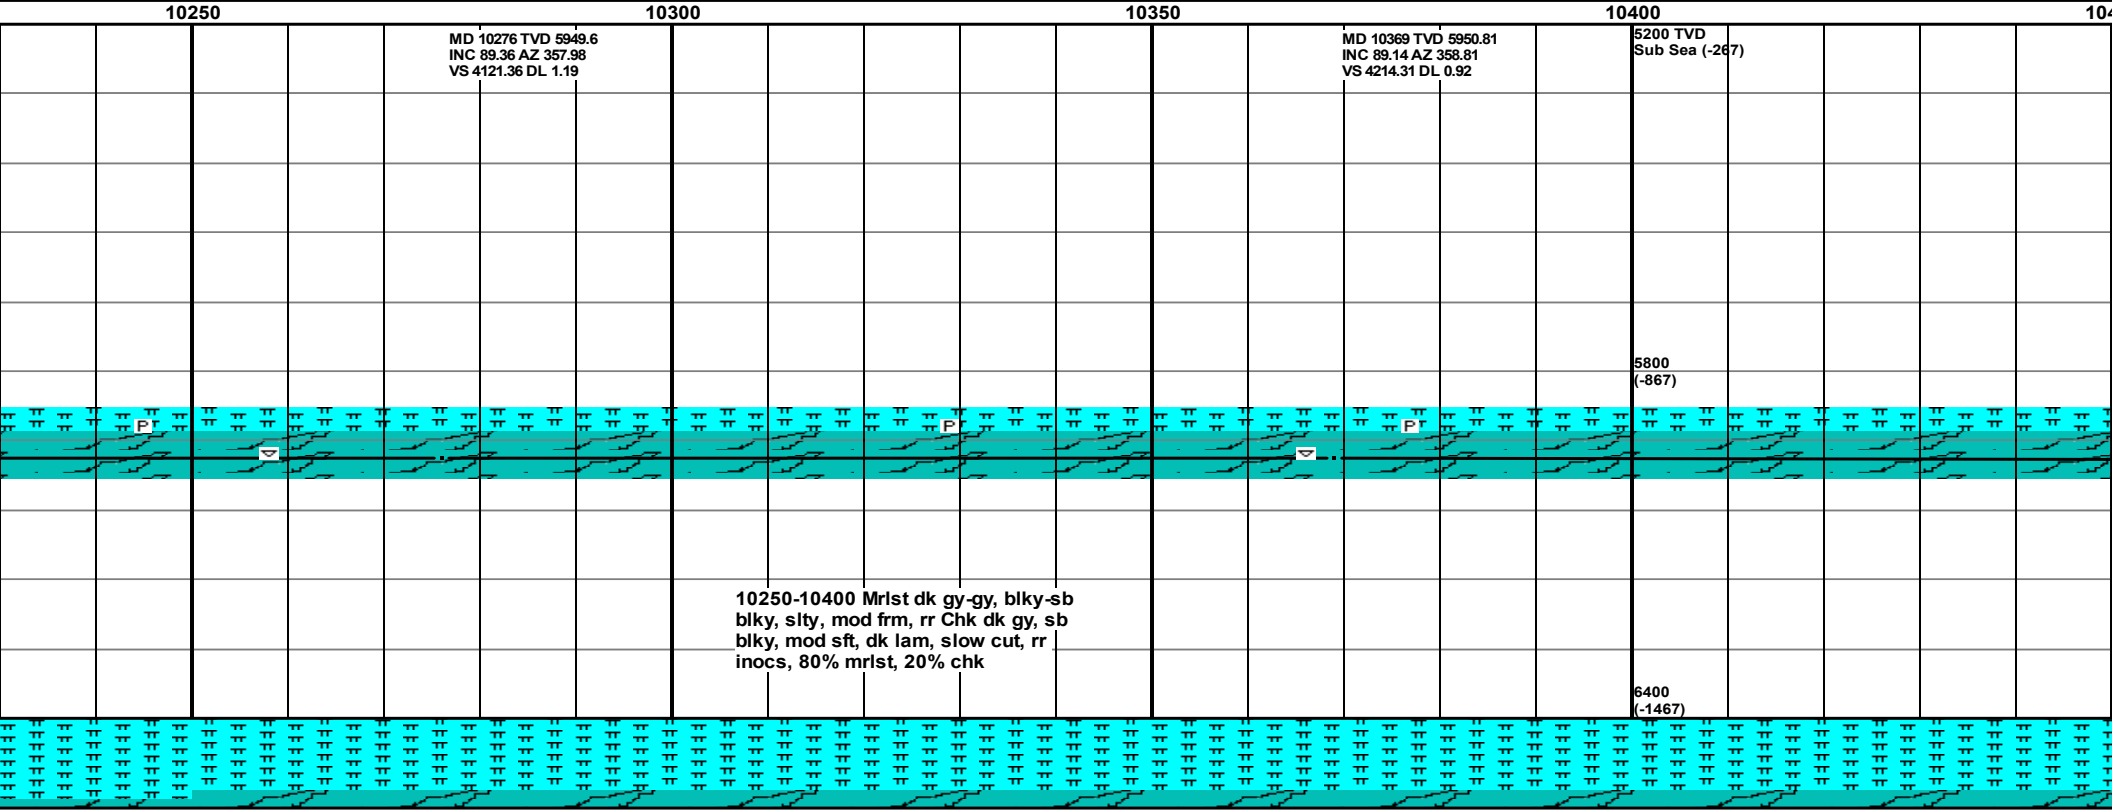 10250 10300 10350 10400 104
MD 10276 TVD 5949.6
INC 89.36 AZ 357.98
VS 4121.36 DL 1.19
MD 10369 TVD 5950.81
INC 89.14 AZ 358.81
VS 4214.31 DL 0.92
5200 TVD
Sub Sea (-267)
5800
(-867)
P P P
10250-10400 Mrlst dk gy-gy, blky-sb
blky, slty, mod frm, rr Chk dk gy, sb
blky, mod sft, dk lam, slow cut, rr
inocs, 80% mrlst, 20% chk
6400
(-1467)